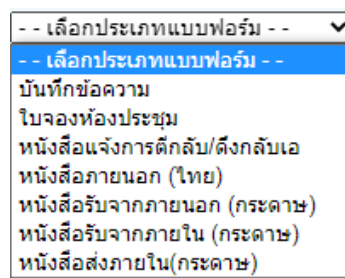 - - เลือกประเภทแบบฟอร์ม - -
- - เลือกประเภทแบบฟอร์ม - -
บันทึกข้อความ
ใบจองห้องประชุม
หนังสือแจ้งการตีกลับ/ดึงกลับเอ
หนังสือภายนอก (ไทย)
หนังสือรับจากภายนอก (กระดาษ)
หนังสือรับจากภายใน (กระดาษ)
หนังสือส่งภายใน(กระดาษ)